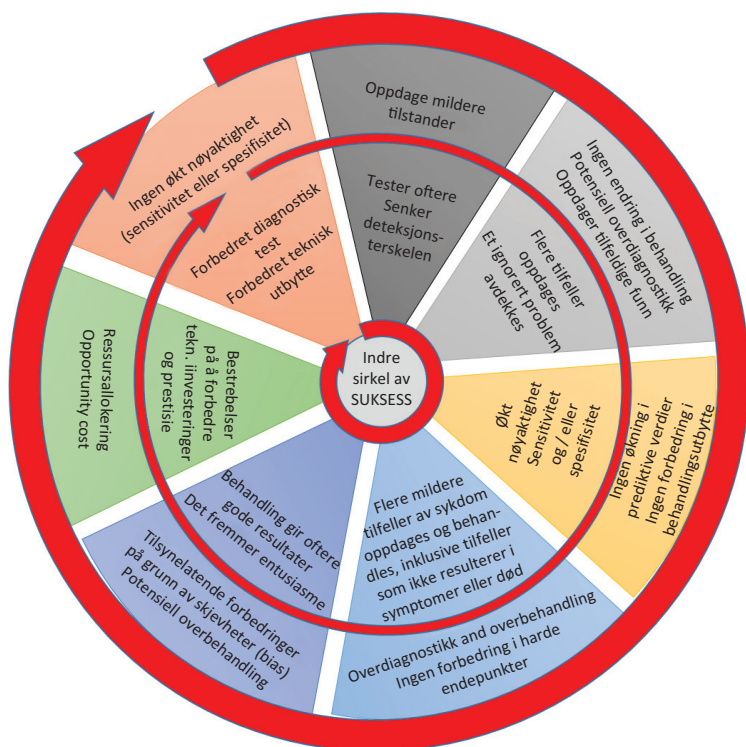 Oppdage mildere
tilstander
Tester oftere
Senker
deteksjons-
terskelen
Ingen endring i behandling
Potensiell overdiagnostikk
Oppdager tilfeldige funn
Flere tilfeller
oppdages
Et ignorert problem
avdekkes
Økt
nøyaktighet
Sensitivitet
og / eller
spesifisitet
Ingen økning i
prediktive verdier
Ingen forbedring i
behandlingsutbytte
Flere mildere
tilfeller av sykdom
oppdages og behan-
dles, inklusive tilfeller
som ikke resulterer i
symptomer eller død
Overdiagnostikk and overbehandling
Ingen forbedring i harde
endepunkter
Behandling gir oftere
gode resultater
Det fremmer entusiasme
Tilsynelatende forbedringer
på grunn av skjevheter (bias)
Potensiell overbehandling
Bestrebelser
på å forbedre
tekn. iinvesteringer
og prestisie
Ressursallokering
Opportunity cost
Ingen økt nøyaktighet
(sensitivitet eller spesifisitet)
Forbedret diagnostisk
test
Forbedret teknisk
utbytte
Indre
sirkel av
SUKSESS